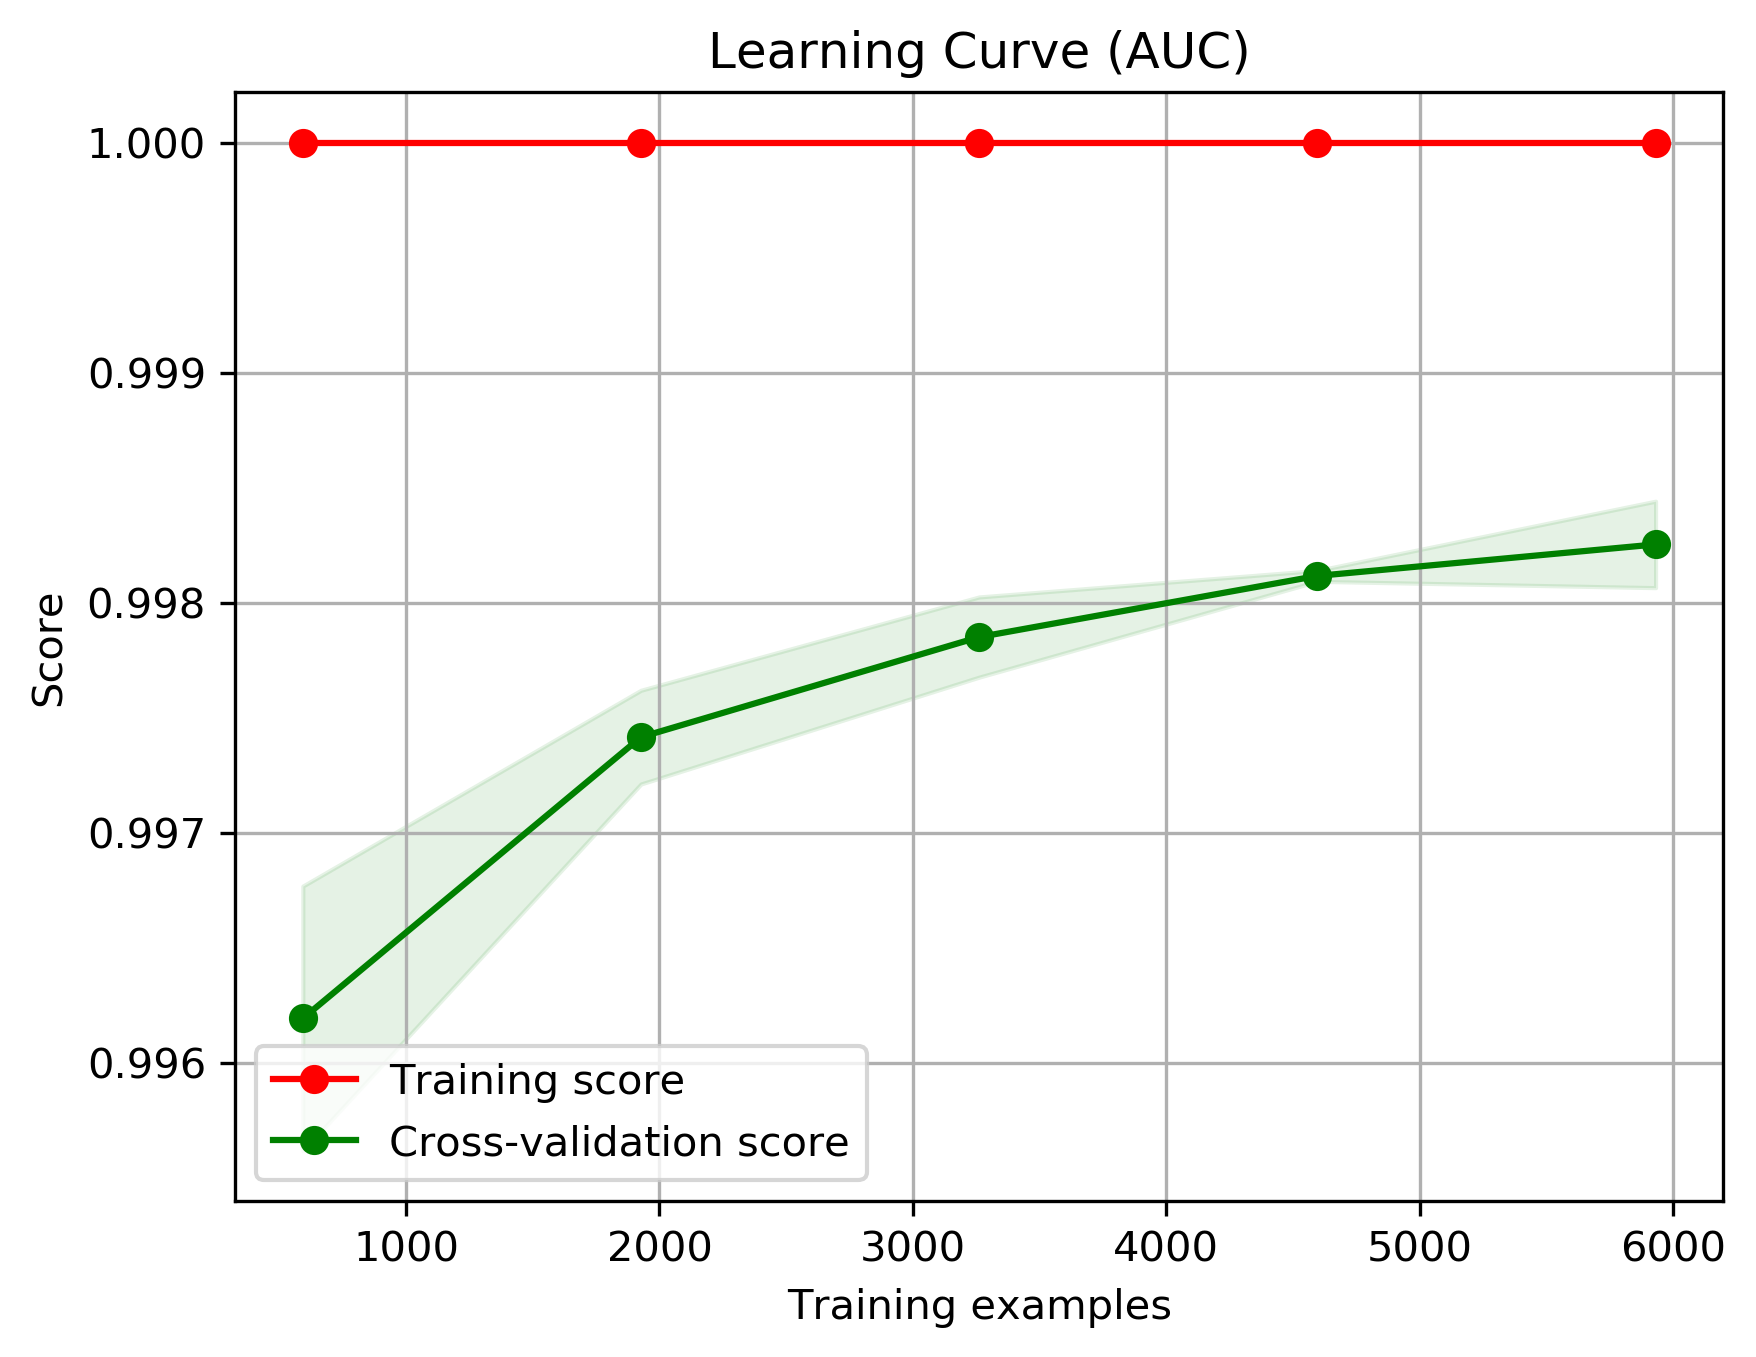 Learning Curve (AUC)
1.000
0.999
0.998
0.997
0.996
Score
Training score
Cross-validation score
1000 2000 3000 4000 5000 6000
Training examples